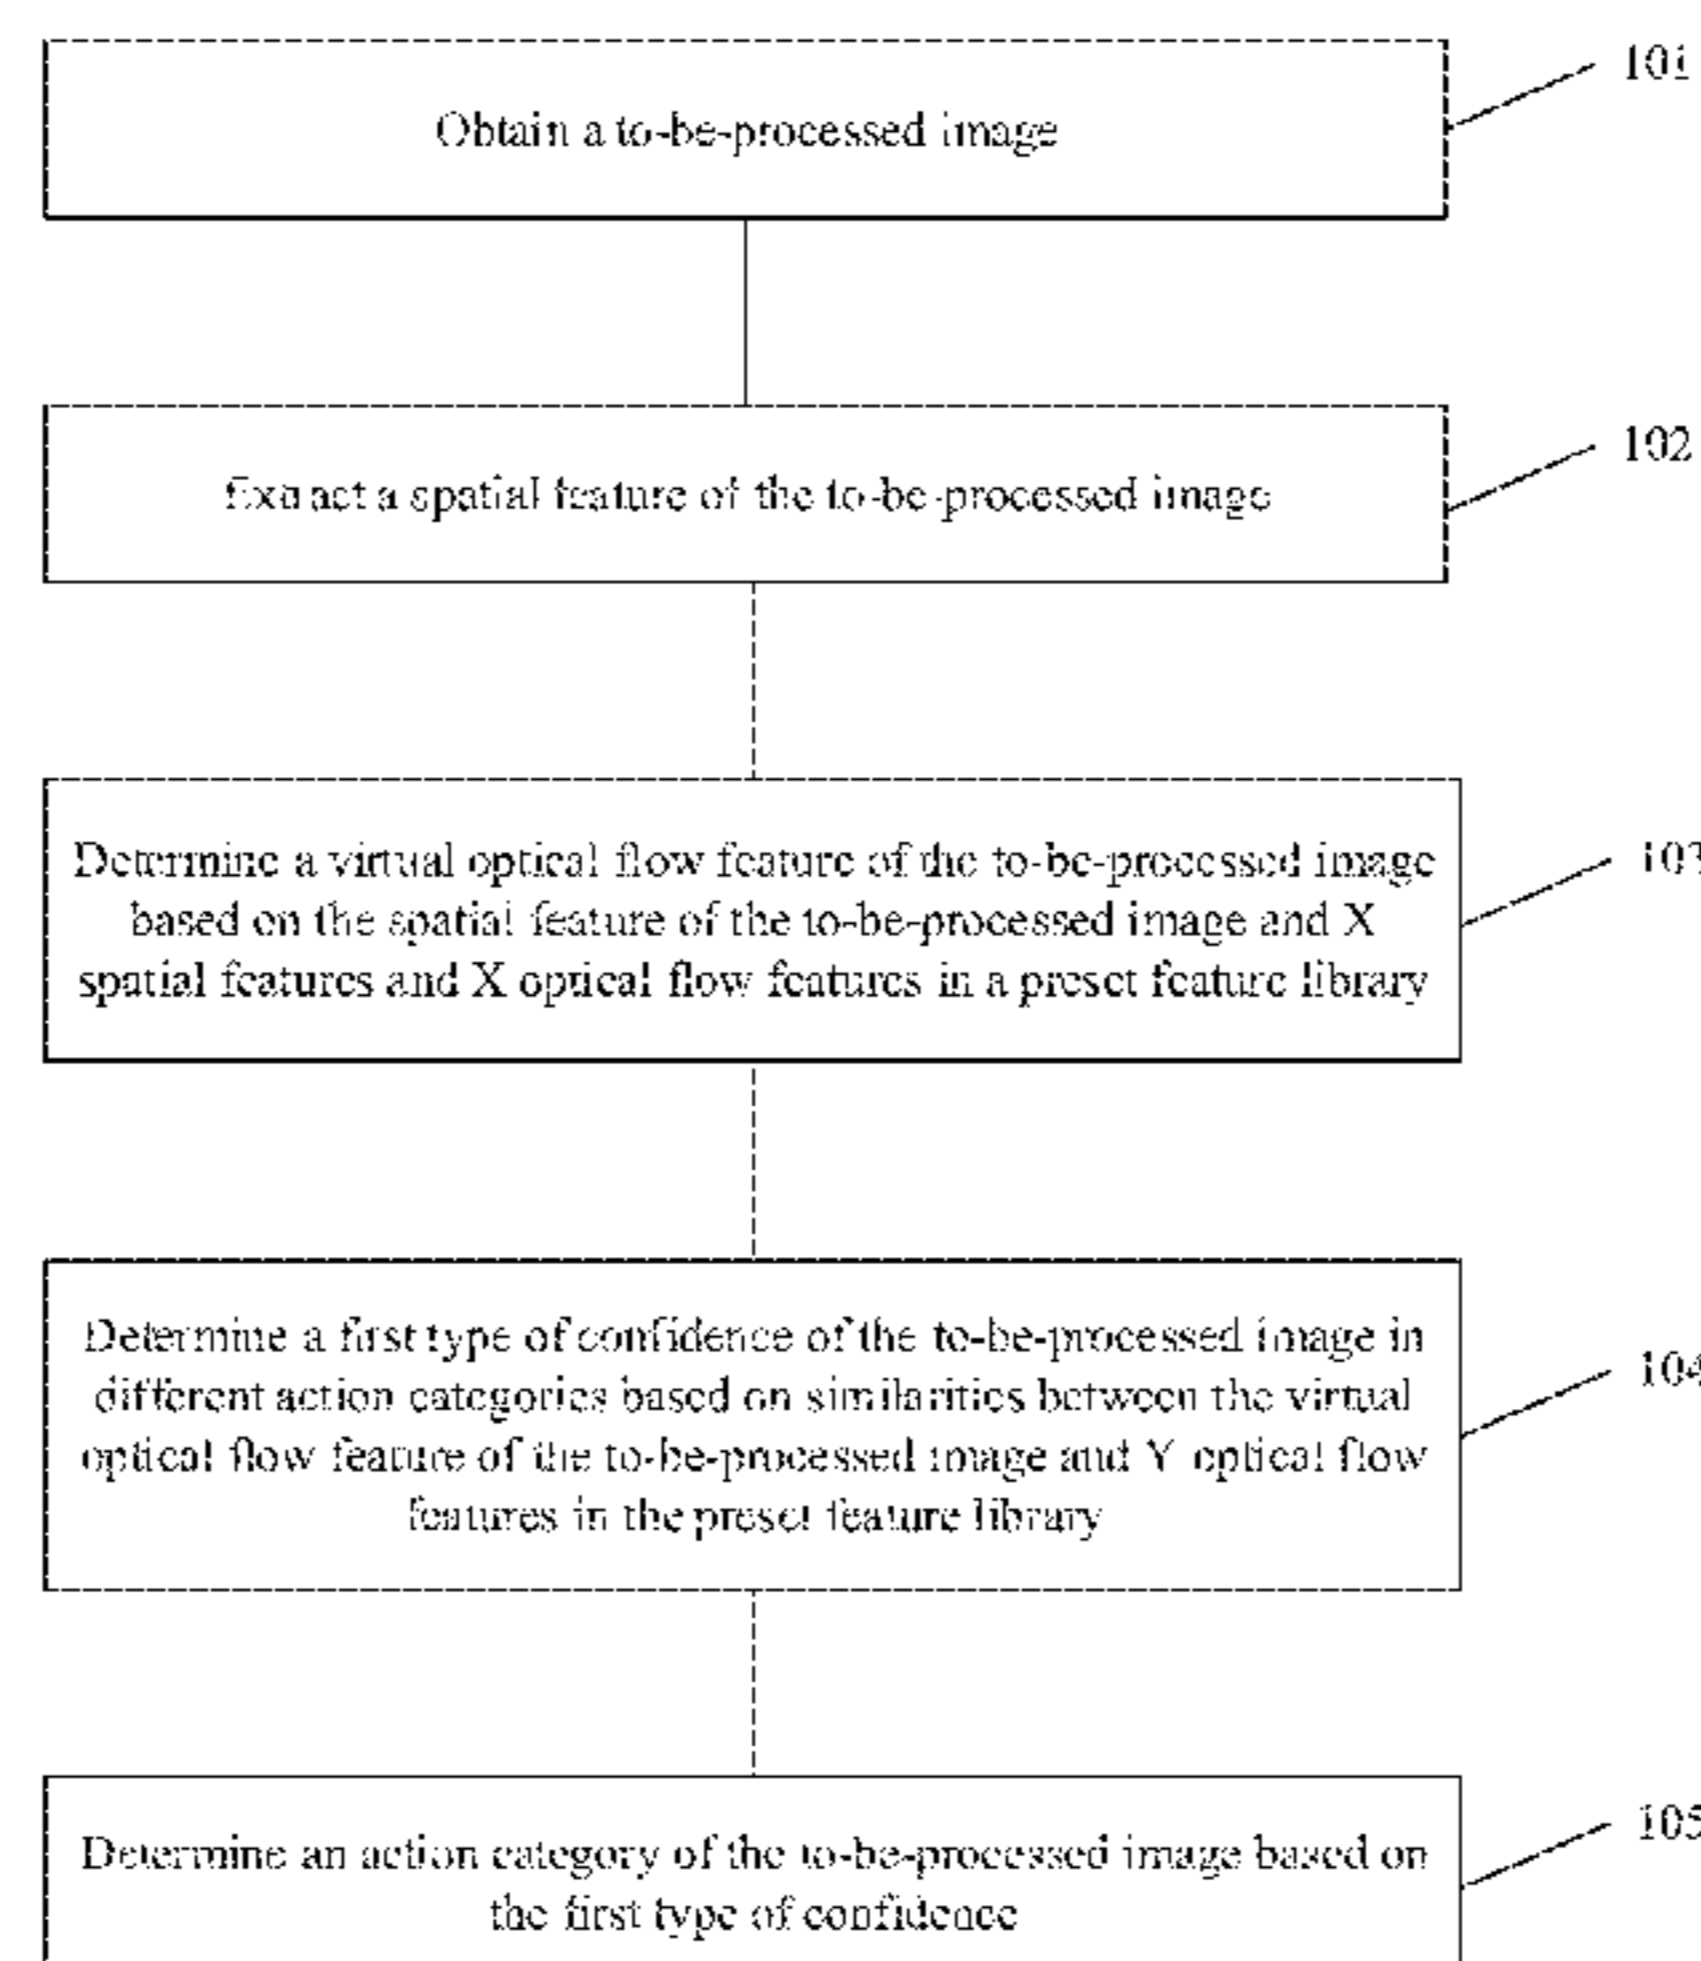 101
Obtain a to-be-processed image
102
Extract a spatial feature of the to-be-processed image
103
Determine a virtual optical flow feature of the to-be-processed image
based on the spatial feature of the to-be-processed image and X
spatial features and X optical flow features in a preset feature library
104
Determine a first type of confidence of the to-be-processed image in
different action categories based on similarities between the virtual
optical flow feature of the to-be-processed image and Y optical flow
features in the preset feature library
105
Determine an action category of the to-be-processed image based on
the first type of confidence